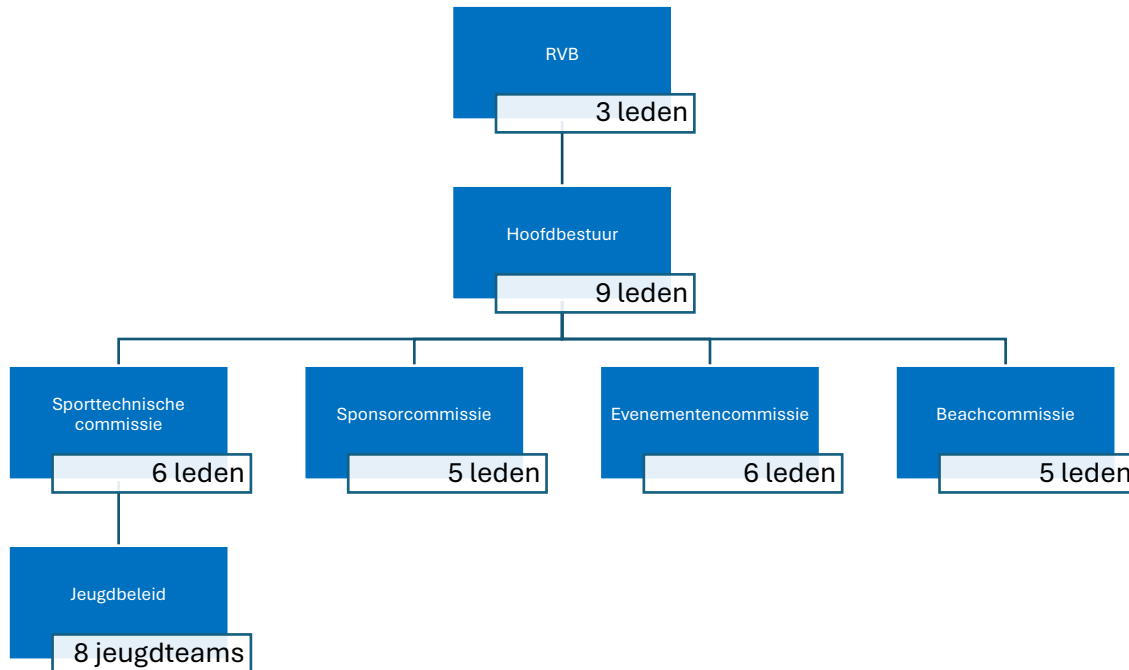 RVB
3 leden
Hoofdbestuur
9 leden
Sporttechnische
commissie
6 leden
Sponsorcommissie
5 leden
Evenementencommissie
6 leden
Beachcommissie
5 leden
Jeugdbeleid
8 jeugdteams